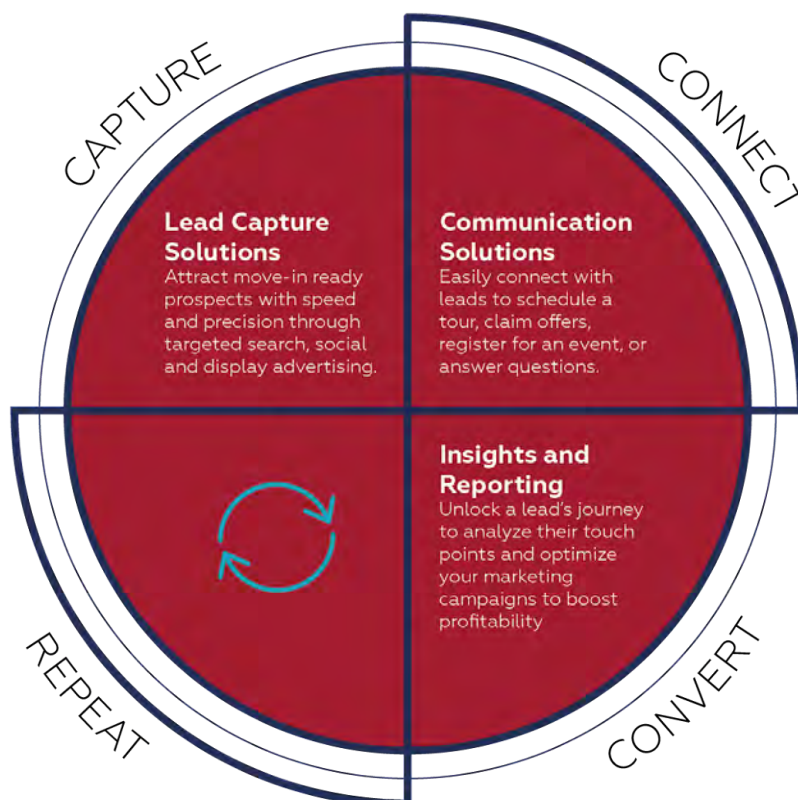 CAPTURE
CONNECT
Lead Capture
Solutions
Attract move-in ready
prospects with speed
and precision through
targeted search, social
and display advertising.
Communication
Solutions
Easily connect with
leads to schedule a
tour, claim offers,
register for an event, or
answer questions.
Insights and
Reporting
Unlock a lead's journey
to analyze their touch
points and optimize
your marketing
campaigns to boost
profitability
REPEAT
CONVERT